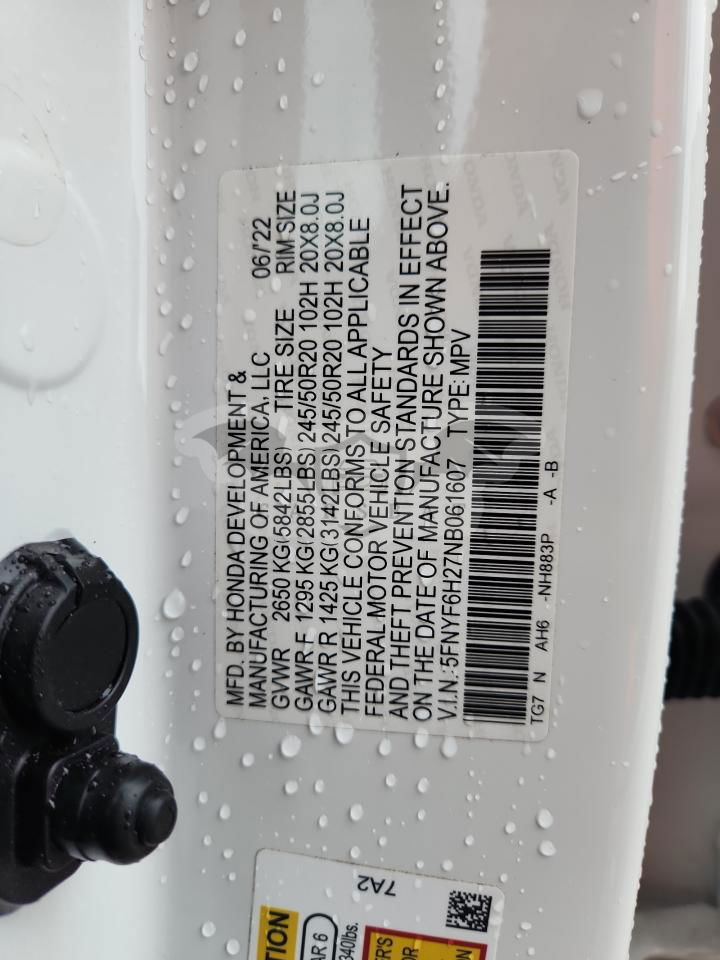 MFD. BY HONDA DEVELOPMENT &
MANUFACTURING OF AMERICA, LLC 06/'22
GVWR 2650 KG(5842LBS) TIRE SIZE RIM SIZE
GAWR F 1295 KG(2855LBS) 245/50R20 102H 20X8.0J
GAWR R 1425 KG(3142LBS) 245/50R20 102H 20X8.0J
THIS VEHICLE CONFORMS TO ALL APPLICABLE
FEDERAL MOTOR VEHICLE SAFETY
AND THEFT PREVENTION STANDARDS IN EFFECT
ON THE DATE OF MANUFACTURE SHOWN ABOVE.
V.I.N.: 5FNYF6H27NB061607 TYPE: MPV
TG7 N AH6 -NH883P -A -B
7A2
AR 6
340lbs.